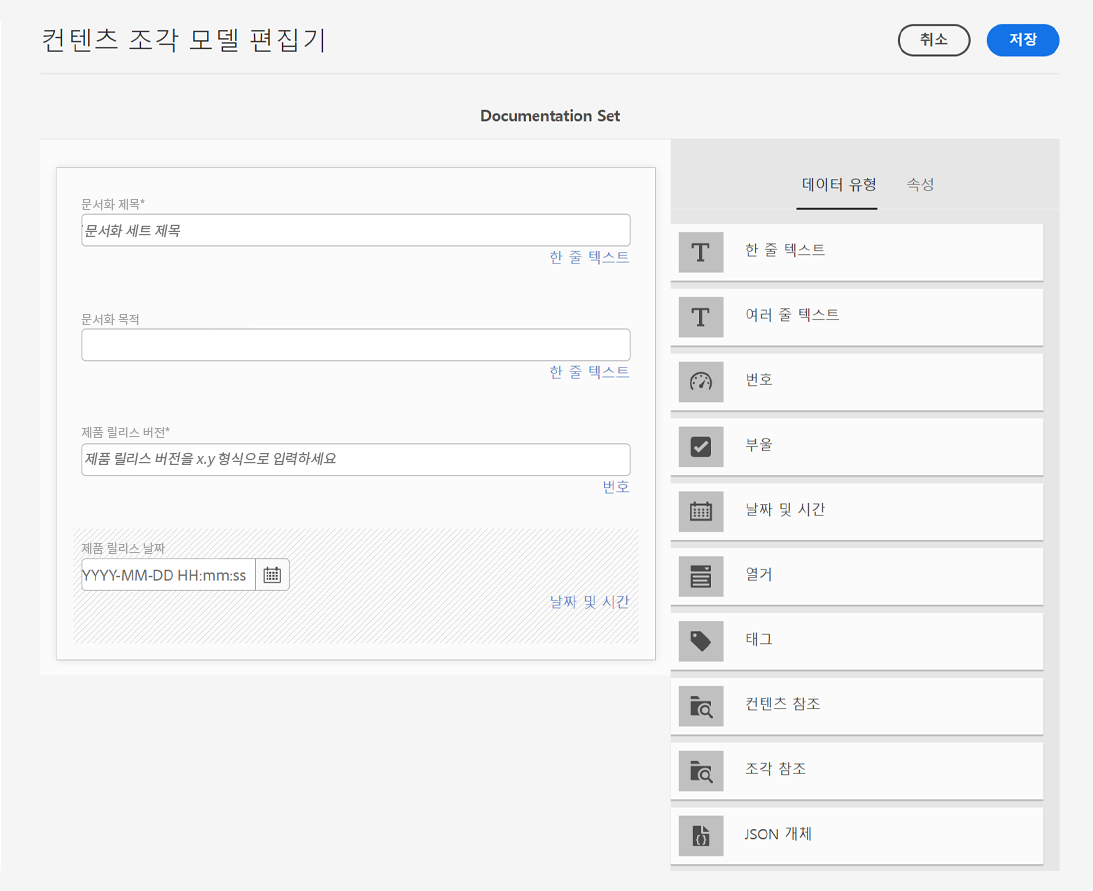 컨텐츠 조각 모델 편집기
취소
저장
Documentation Set
문서화 제목*
문서화 세트 제목
한 줄 텍스트
문서화 목적
한 줄 텍스트
제품 릴리스 버전*
제품 릴리스 버전을 x.y 형식으로 입력하세요
번호
제품 릴리스 날짜
YYYY-MM-DD HH:mm:ss
날짜 및 시간
데이터 유형
속성
한 줄 텍스트
여러 줄 텍스트
번호
부울
날짜 및 시간
열거
태그
컨텐츠 참조
조각 참조
JSON 개체